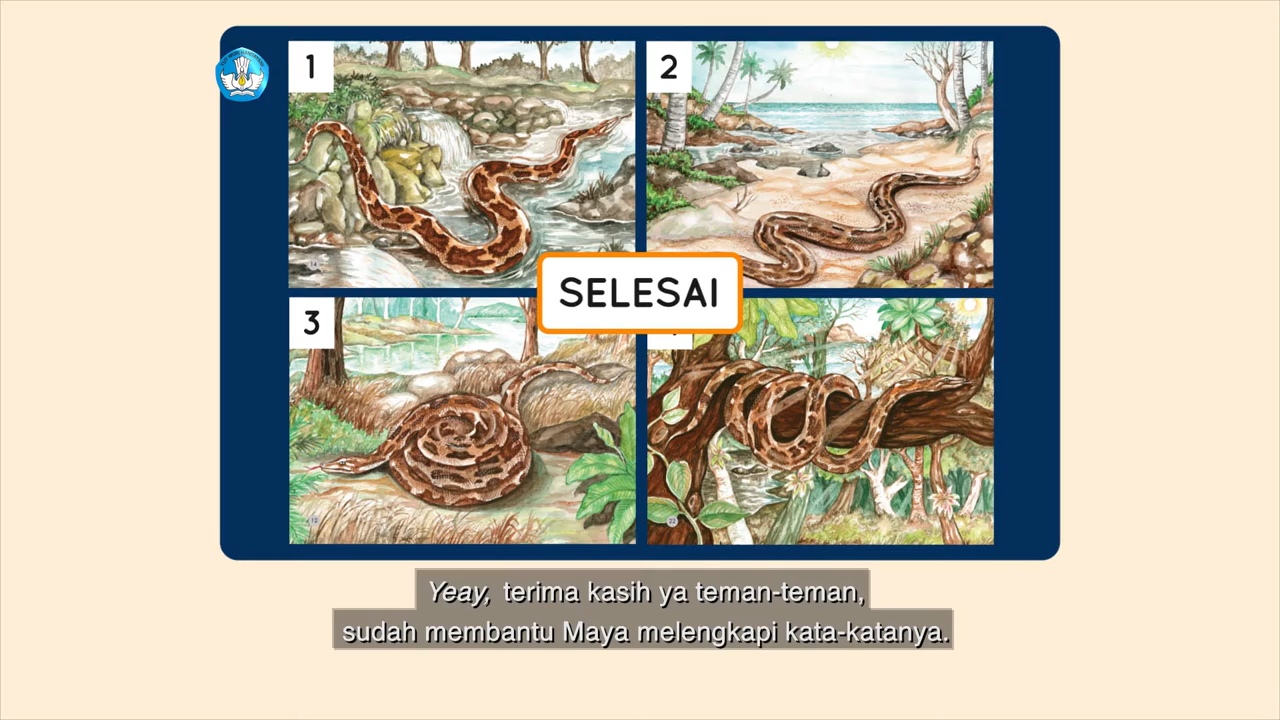 1
2
SELESAI
3
Yeay, terima kasih ya teman-teman,
sudah membantu Maya melengkapi kata-katanya.